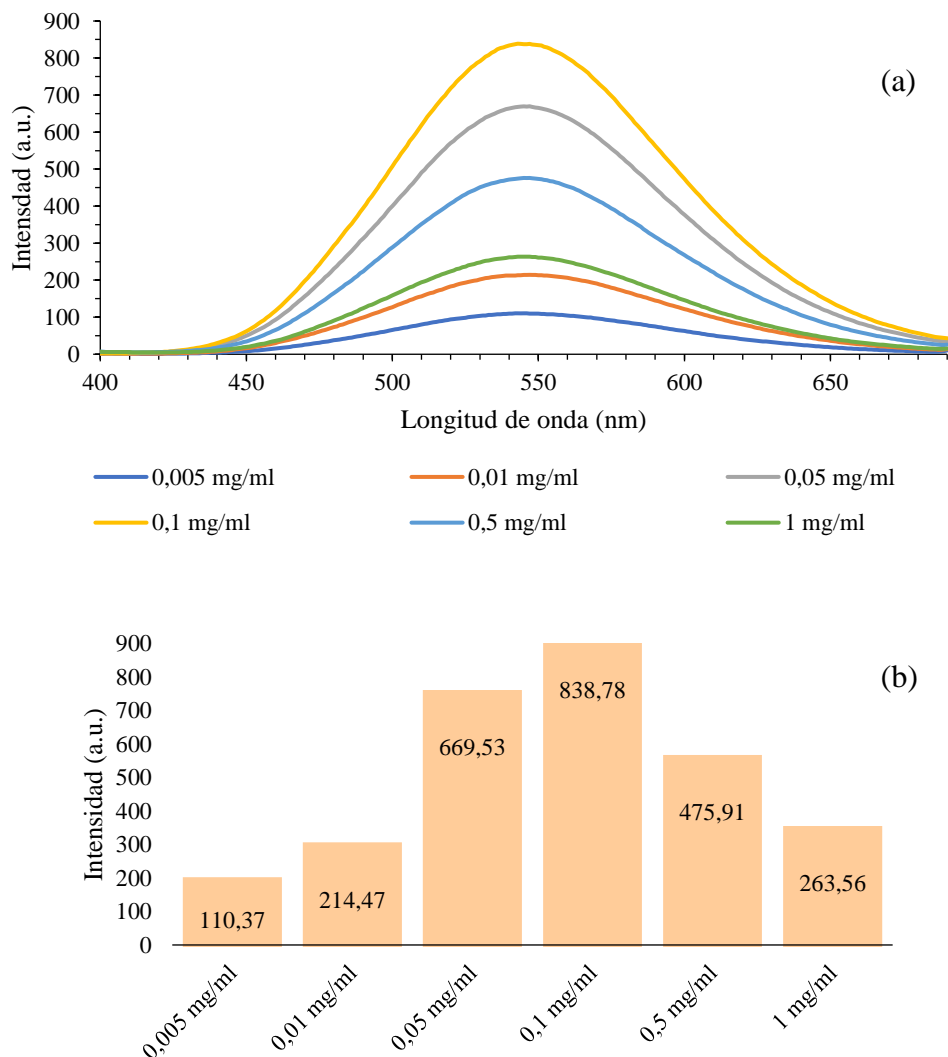 900
800
(a)
700
600
500
400
300
200
100
0
Intensdad (a.u.)
400 450 500 550 600 650
Longitud de onda (nm)
0,005 mg/ml 0,01 mg/ml 0,05 mg/ml
0,1 mg/ml 0,5 mg/ml 1 mg/ml
900
800
(b)
700
600
500
400
300
200
100
0
Intensidad (a.u.)
110,37 214,47 669,53 838,78 475,91 263,56
0,005 mg/ml 0,01 mg/ml 0,05 mg/ml 0,1 mg/ml 0,5 mg/ml 1 mg/ml